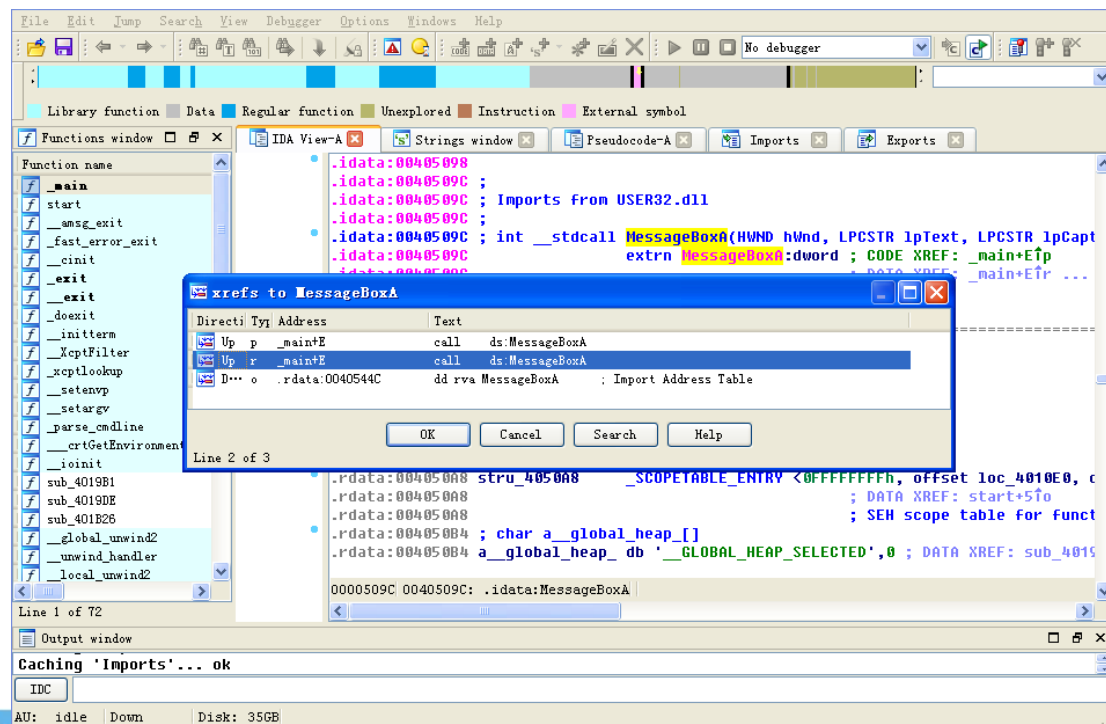 File Edit Jump Search View Debugger Options Windows Help
No debugger
Library function Data Regular function Unexplored Instruction External symbol
Functions window
IDA View-A
Strings window
Pseudocode-A
Imports
Exports
Function name
_main
start
__amsg_exit
_fast_error_exit
__cinit
_exit
__exit
_doexit
__initterm
__XcptFilter
_xcptlookup
__setenvp
__setargv
_parse_cmdline
___crtGetEnvironment
__ioinit
sub_4019B1
sub_4019DE
sub_401B26
__global_unwind2
__unwind_handler
__local_unwind2
Line 1 of 72
.idata:00405098
.idata:0040509C ;
.idata:0040509C ; Imports from USER32.dll
.idata:0040509C ;
.idata:0040509C ; int __stdcall MessageBoxA(HWND hWnd, LPCSTR lpText, LPCSTR lpCapt
.idata:0040509C extrn MessageBoxA:dword ; CODE XREF: _main+E↑p
.idata:0040509C ; DATA XREF: _main+E↑r ...
xrefs to MessageBoxA
Directi Typ Address Text
Up p _main+E call ds:MessageBoxA
Up r _main+E call ds:MessageBoxA
D… o .rdata:0040544C dd rva MessageBoxA ; Import Address Table
OK Cancel Search Help
Line 2 of 3
.rdata:004050A8 stru_4050A8 _SCOPETABLE_ENTRY <0FFFFFFFFh, offset loc_4010E0, o
.rdata:004050A8 ; DATA XREF: start+5↑o
.rdata:004050A8 ; SEH scope table for funct
.rdata:004050B4 ; char a__global_heap_[]
.rdata:004050B4 a__global_heap_ db '__GLOBAL_HEAP_SELECTED',0 ; DATA XREF: sub_4019
0000509C 0040509C: .idata:MessageBoxA
Output window
Caching 'Imports'... ok
IDC
AU: idle Down Disk: 35GB